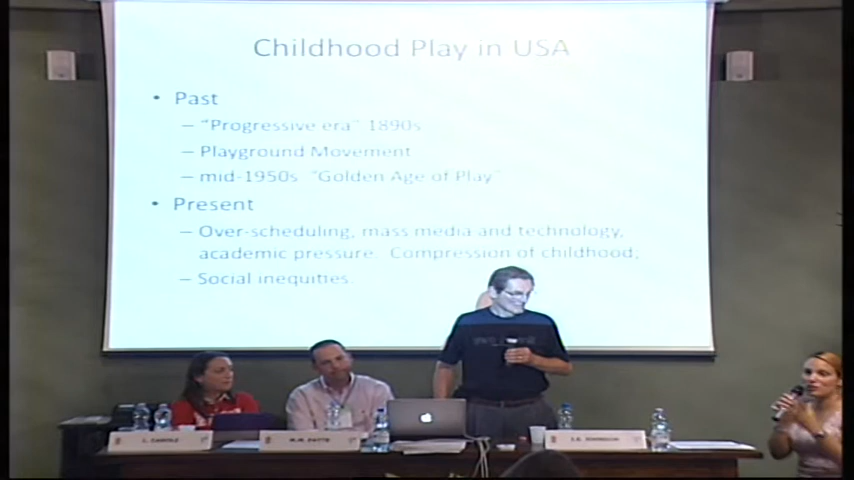 Childhood Play in USA
• Past
– "Progressive era" 1890s
– Playground Movement
– mid-1950s "Golden Age of Play"
• Present
– Over-scheduling, mass media and technology,
academic pressure. Compression of childhood,
– Social inequities.